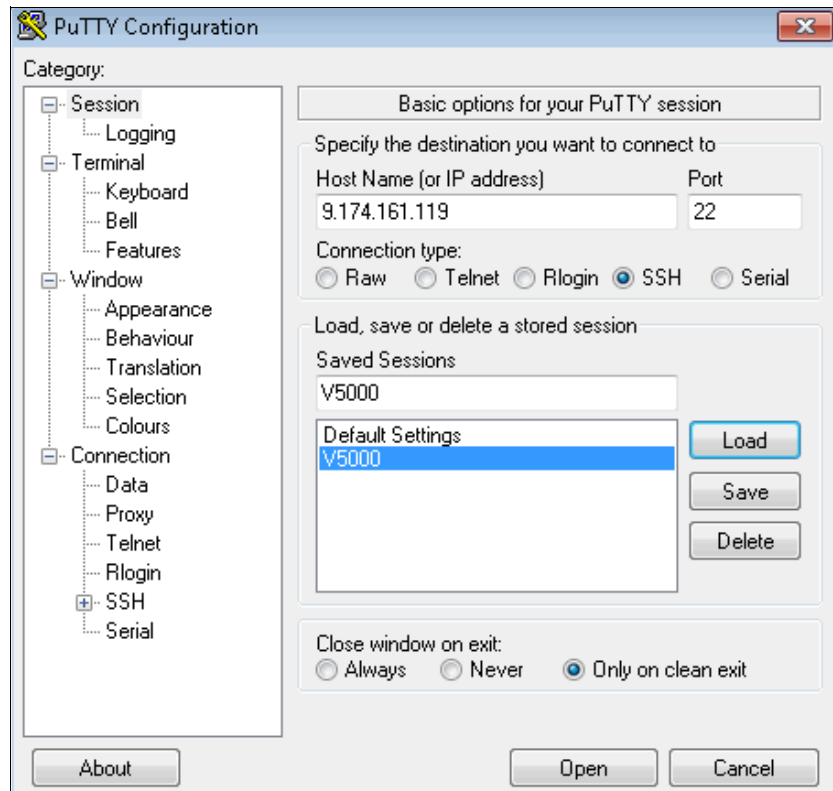 PuTTY Configuration
Category:
Session
Logging
Terminal
Keyboard
Bell
Features
Window
Appearance
Behaviour
Translation
Selection
Colours
Connection
Data
Proxy
Telnet
Rlogin
SSH
Serial
Basic options for your PuTTY session
Specify the destination you want to connect to
Host Name (or IP address) Port
9.174.161.119 22
Connection type:
Raw Telnet Rlogin SSH Serial
Load, save or delete a stored session
Saved Sessions
V5000
Default Settings
V5000
Load
Save
Delete
Close window on exit:
Always Never Only on clean exit
About Open Cancel